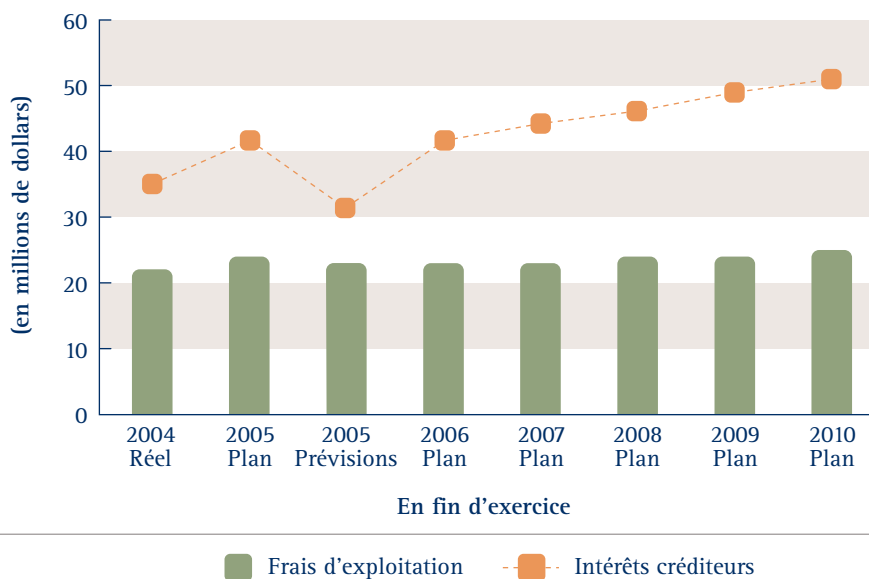 (en millions de dollars)
60
50
40
30
20
10
0
2004 2005 2005 2006 2007 2008 2009 2010
Réel Plan Prévisions Plan Plan Plan Plan Plan
En fin d'exercice
Frais d'exploitation Intérêts créditeurs